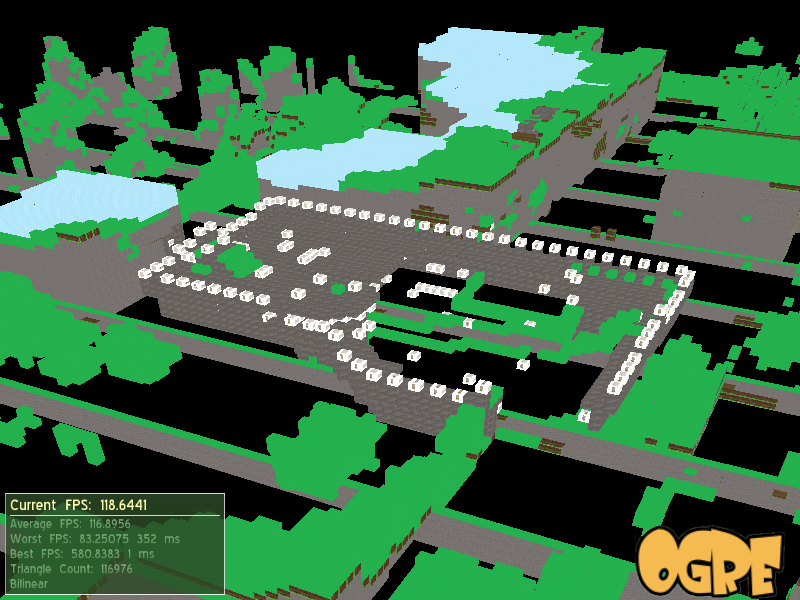 Current FPS: 118.6441
Average FPS: 116.8956
Worst FPS: 83.25075 352 ms
Best FPS: 580.8383 1 ms
Triangle Count: 116976
Bilinear
OGRE